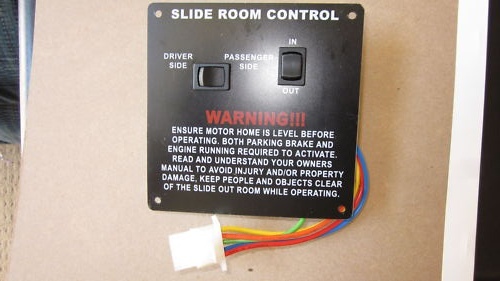 SLIDE ROOM CONTROL
DRIVER
SIDE
PASSENGER
SIDE
IN
OUT
WARNING!!!
ENSURE MOTOR HOME IS LEVEL BEFORE
OPERATING. BOTH PARKING BRAKE AND
ENGINE RUNNING REQUIRED TO ACTIVATE.
READ AND UNDERSTAND YOUR OWNERS
MANUAL TO AVOID INJURY AND/OR PROPERTY
DAMAGE, KEEP PEOPLE AND OBJECTS CLEAR
OF THE SLIDE OUT ROOM WHILE OPERATING.